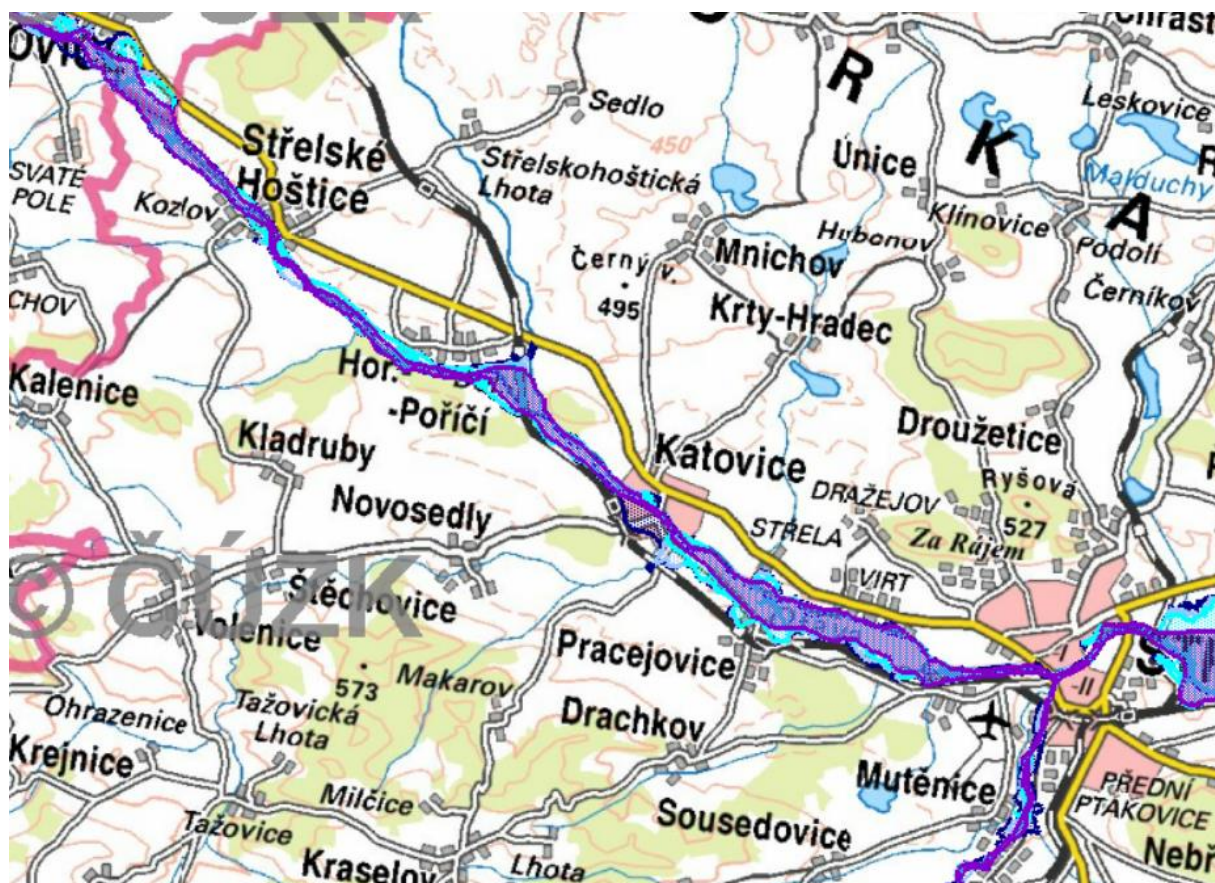 ČÚZK
OVIC
Chrást
R
Sedlo
Leskovice
Střelské
Hoštice
K
450
Střelskohoštická
Lhota
Únice
Malduchy
SVATÉ
POLE
Kozlov
A
Klínovice
Podolí
Hubenov
Mnichov
Černý v.
495
Černíkov
CHOV
Krty-Hradec
Hor.
-Poříčí
Kalenice
Droužetice
Kladruby
Katovice
Ryšová
527
DRAŽEJOV
Novosedly
STŘELA
Za Rájem
© ČÚZK
VIRT
Štěchovice
Volenice
Pracejovice
S
-II
573
Makarov
Tažovická
Lhota
Ohrazenice
Drachkov
Krejnice
Mutěnice
PŘEDNÍ
PTÁKOVICE
Milčice
Sousedovice
Tažovice
Nebř
Kraselov
Lhota